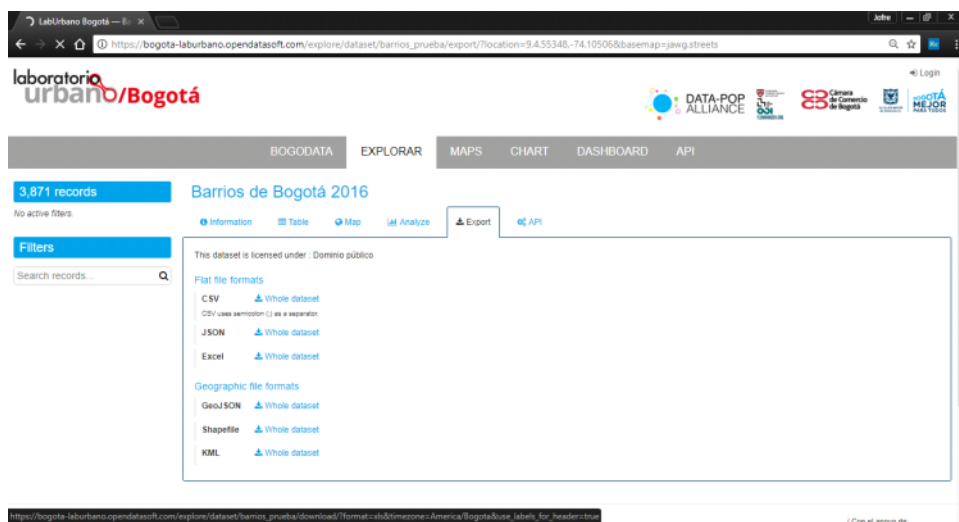 LabUrbano Bogotá — B
Jofre
https://bogota-laburbano.opendatasoft.com/explore/dataset/barrios_prueba/export/?location=9,4.55348,-74.10506&basemap=jawg.streets
laboratorio
urbano/Bogotá
Login
DATA-POP
ALLIANCE
Cámara
de Comercio
de Bogotá
BOGOTÁ
MEJOR
PARA TODOS
BOGODATA EXPLORAR MAPS CHART DASHBOARD API
3,871 records
No active filters.
Filters
Search records...
Barrios de Bogotá 2016
Information Table Map Analyze Export API
This dataset is licensed under : Dominio público
Flat file formats
CSV Whole dataset
CSV uses semicolon (;) as a separator.
JSON Whole dataset
Excel Whole dataset
Geographic file formats
GeoJSON Whole dataset
Shapefile Whole dataset
KML Whole dataset
https://bogota-laburbano.opendatasoft.com/explore/dataset/barrios_prueba/download/?format=xls&timezone=America/Bogota&use_labels_for_header=true
Con el apoyo de: